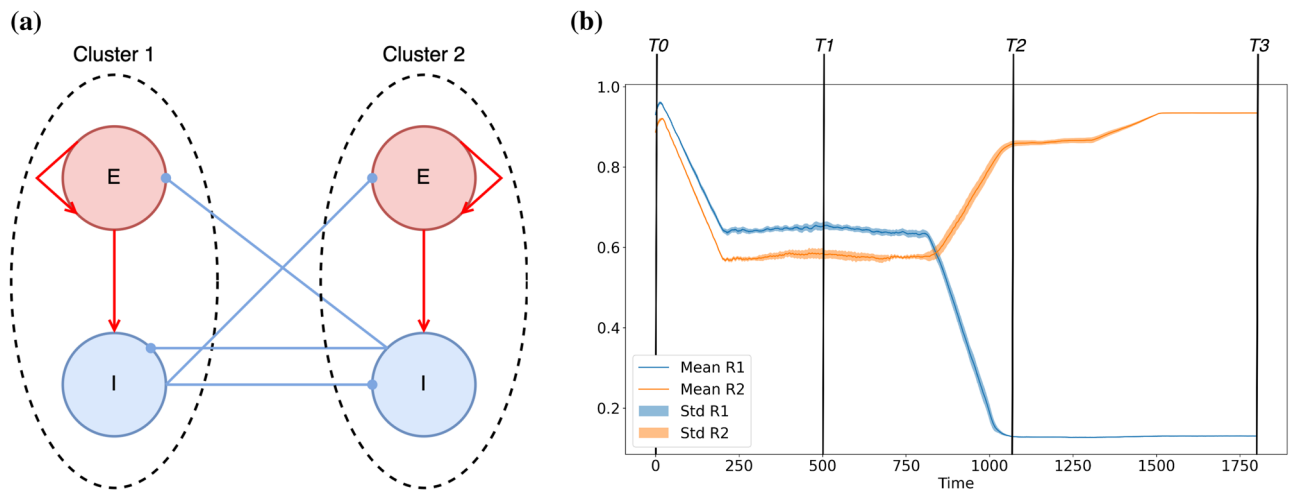 (a)
Cluster 1
Cluster 2
E
E
I
I
(b)
T0
T1
T2
T3
1.0
0.8
0.6
0.4
0.2
Mean R1
Mean R2
Std R1
Std R2
0
250
500
750
1000
1250
1500
1750
Time